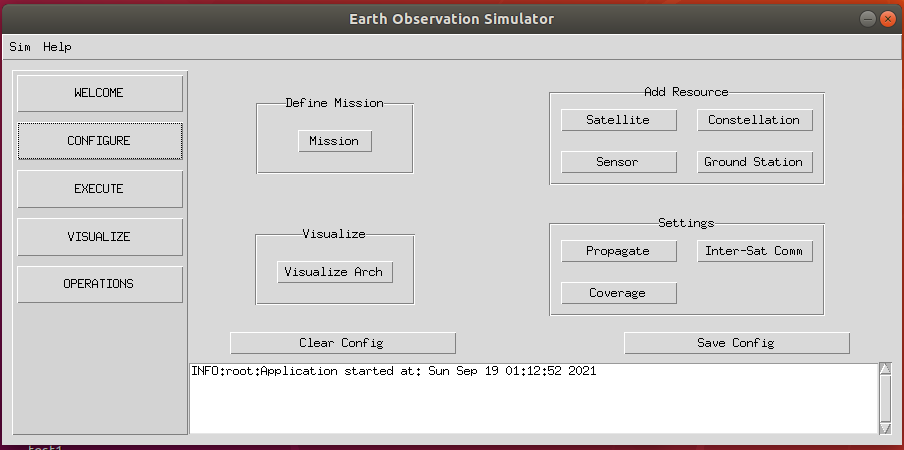 Earth Observation Simulator
Sim Help
WELCOME
CONFIGURE
EXECUTE
VISUALIZE
OPERATIONS
Define Mission
Mission
Add Resource
Satellite Constellation
Sensor Ground Station
Visualize
Visualize Arch
Settings
Propagate Inter-Sat Comm
Coverage
Clear Config Save Config
INFO:root:Application started at: Sun Sep 19 01:12:52 2021